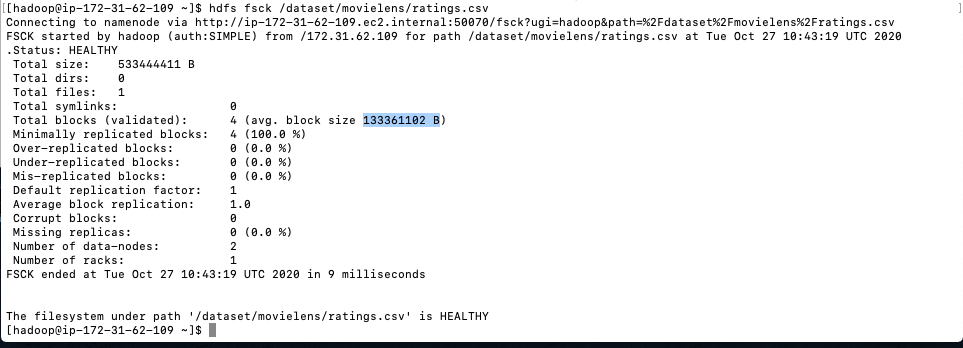 [hadoop@ip-172-31-62-109 ~]$ hdfs fsck /dataset/movielens/ratings.csv
Connecting to namenode via http://ip-172-31-62-109.ec2.internal:50070/fsck?ugi=hadoop&path=%2Fdataset%2Fmovielens%2Fratings.csv
FSCK started by hadoop (auth:SIMPLE) from /172.31.62.109 for path /dataset/movielens/ratings.csv at Tue Oct 27 10:43:19 UTC 2020
.Status: HEALTHY
 Total size:    533444411 B
 Total dirs:    0
 Total files:   1
 Total symlinks:                0
 Total blocks (validated):      4 (avg. block size 133361102 B)
 Minimally replicated blocks:   4 (100.0 %)
 Over-replicated blocks:        0 (0.0 %)
 Under-replicated blocks:       0 (0.0 %)
 Mis-replicated blocks:         0 (0.0 %)
 Default replication factor:    1
 Average block replication:     1.0
 Corrupt blocks:                0
 Missing replicas:              0 (0.0 %)
 Number of data-nodes:          2
 Number of racks:               1
FSCK ended at Tue Oct 27 10:43:19 UTC 2020 in 9 milliseconds
The filesystem under path '/dataset/movielens/ratings.csv' is HEALTHY
[hadoop@ip-172-31-62-109 ~]$